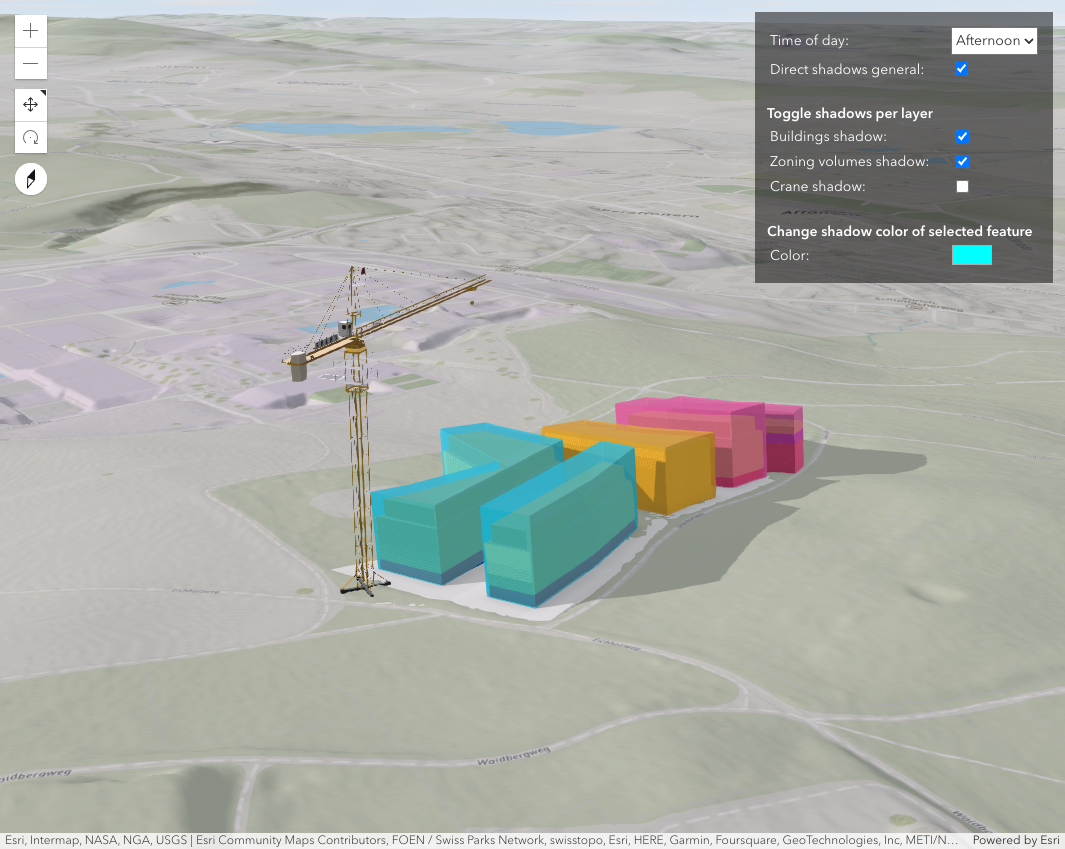 Time of day:
Afternoon
Direct shadows general:
Toggle shadows per layer
Buildings shadow:
Zoning volumes shadow:
Crane shadow:
Change shadow color of selected feature
Color:
Waidbergweg
idbergweg
Esri, Intermap, NASA, NGA, USGS | Esri Community Maps Contributors, FOEN / Swiss Parks Network, swisstopo, Esri, HERE, Garmin, Foursquare, GeoTechnologies, Inc, METI/N…
Powered by Esri